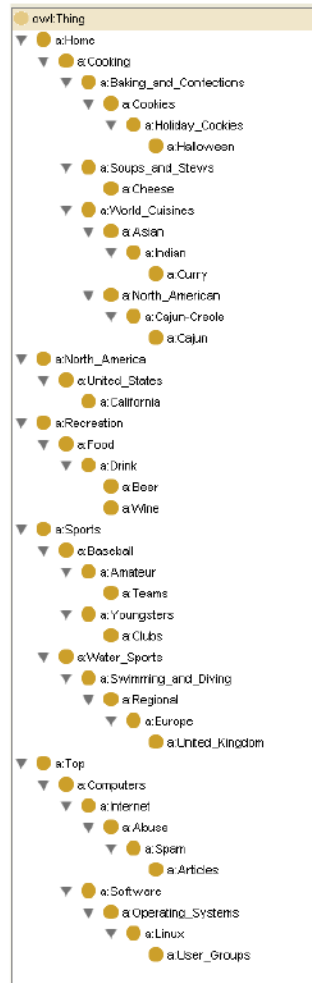 owl:Thing
a:Home
a:Cooking
a:Baking_and_Confections
a:Cookies
a:Holiday_Cookies
a:Halloween
a:Soups_and_Stews
a:Cheese
a:World_Cuisines
a:Asian
a:Indian
a:Curry
a:North_American
a:Cajun-Creole
a:Cajun
a:North_America
a:United_States
a:California
a:Recreation
a:Food
a:Drink
a:Beer
a:Wine
a:Sports
a:Baseball
a:Amateur
a:Teams
a:Youngsters
a:Clubs
a:Water_Sports
a:Swimming_and_Diving
a:Regional
a:Europe
a:United_Kingdom
a:Top
a:Computers
a:Internet
a:Abuse
a:Spam
a:Articles
a:Software
a:Operating_Systems
a:Linux
a:User_Groups